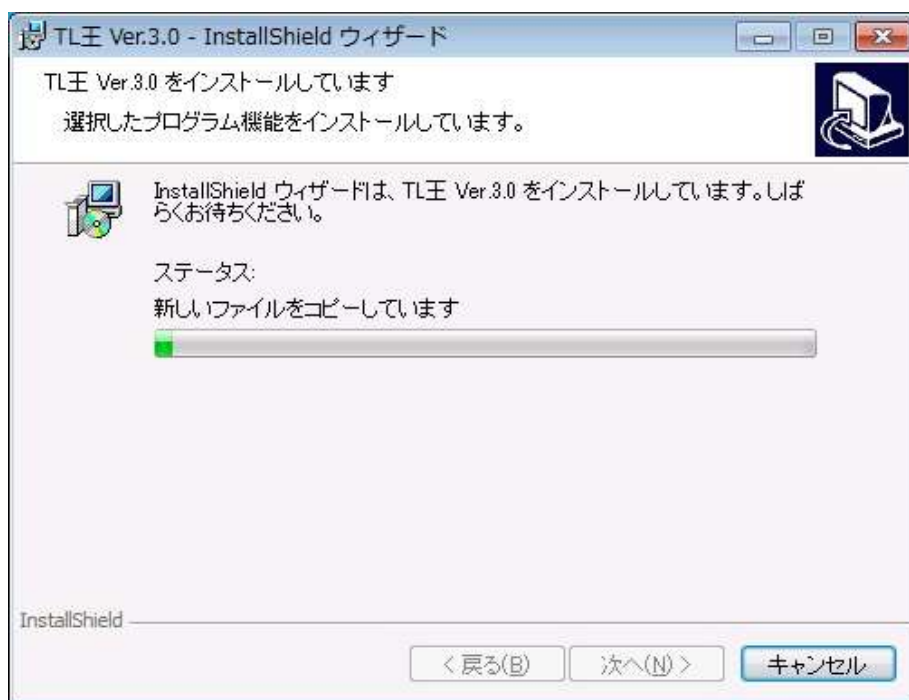 TL王 Ver.3.0 - InstallShield ウィザード
TL王 Ver.3.0 をインストールしています
選択したプログラム機能をインストールしています。
InstallShield ウィザードは、TL王 Ver.3.0 をインストールしています。しば
らくお待ちください。
ステータス:
新しいファイルをコピーしています
InstallShield
< 戻る(B)
次へ(N) >
キャンセル